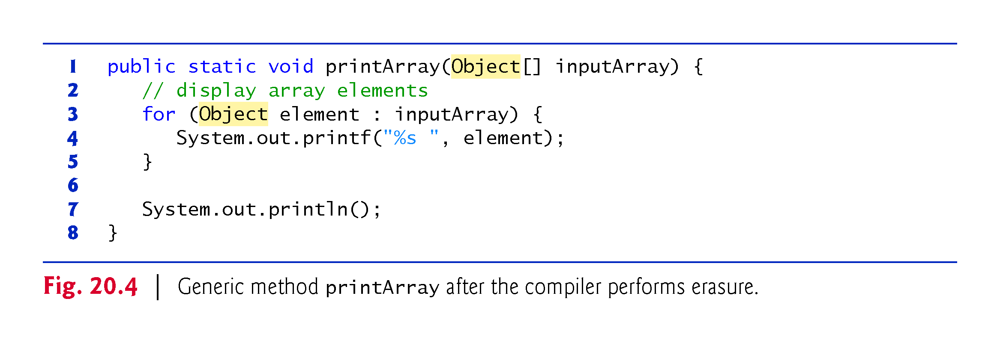 1 public static void printArray(Object[] inputArray) {
2    // display array elements
3    for (Object element : inputArray) {
4       System.out.printf("%s ", element);
5    }
6
7    System.out.println();
8 }
Fig. 20.4 | Generic method printArray after the compiler performs erasure.